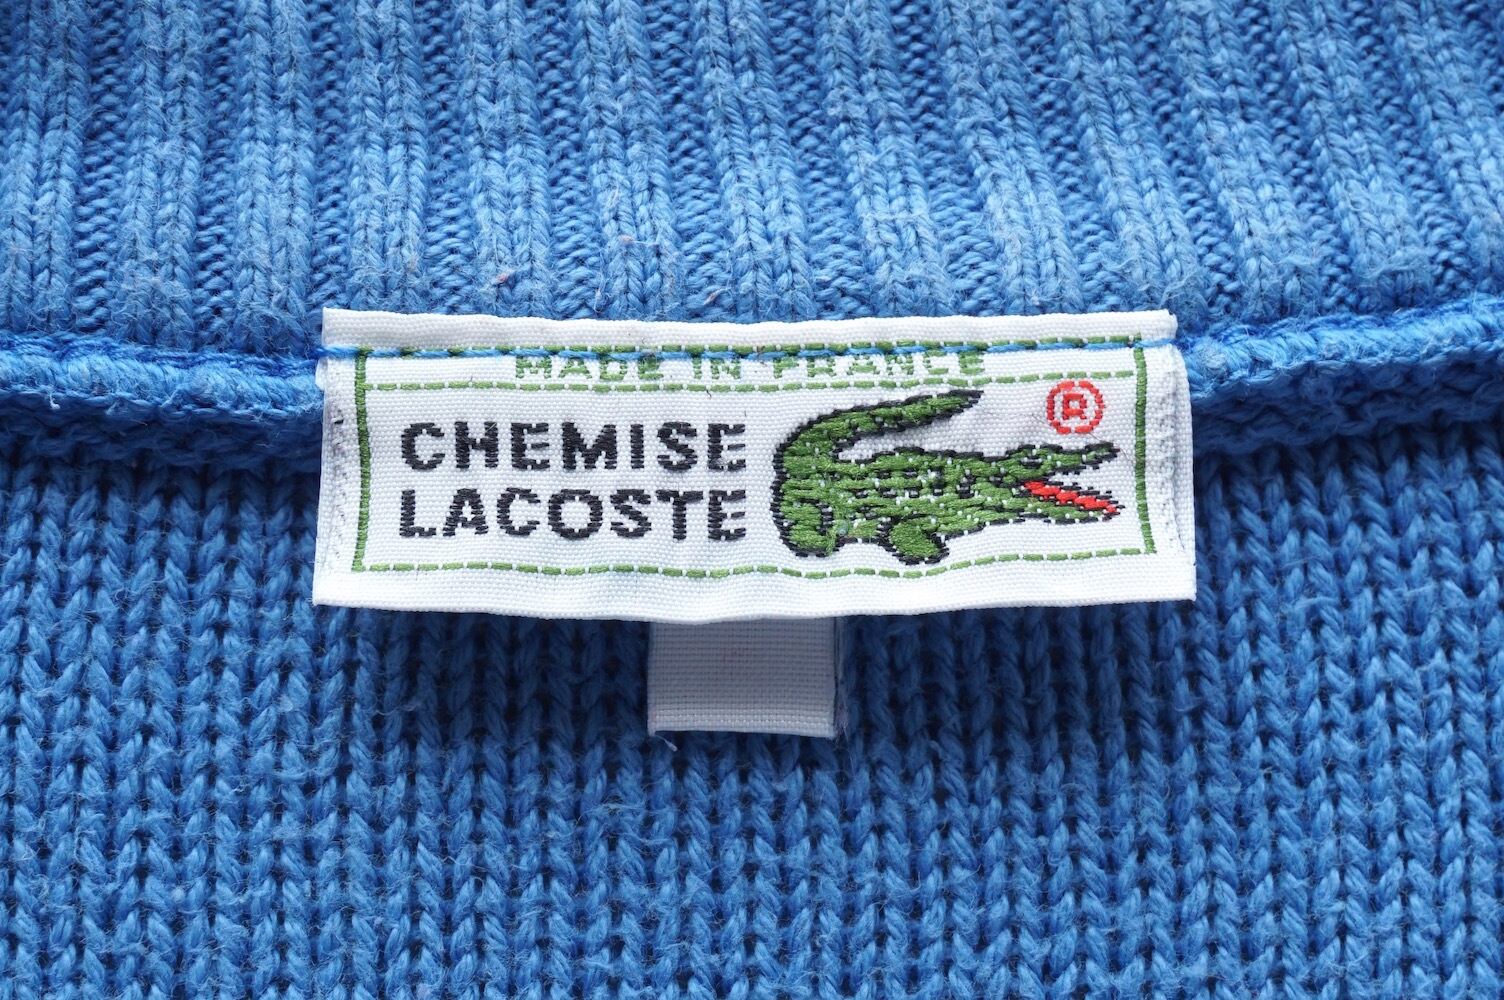 MADE IN FRANCE
CHEMISE
LACOSTE
®